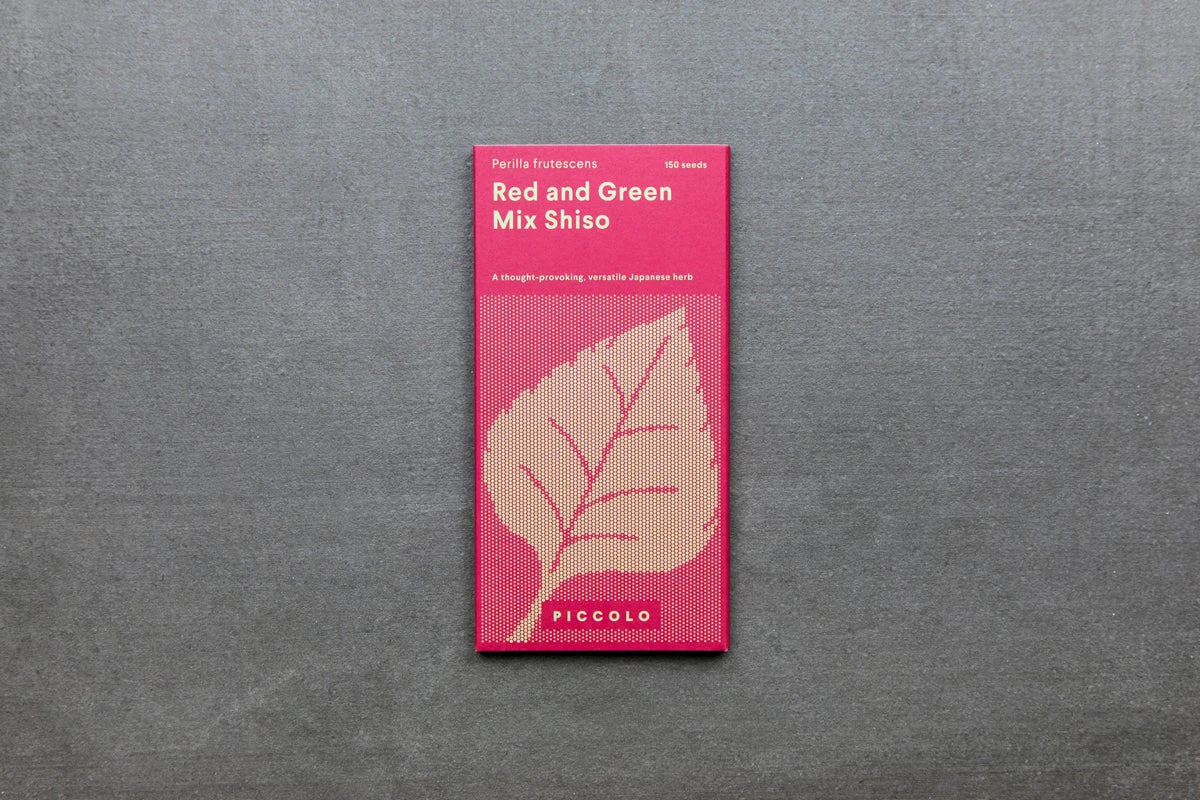 Perilla frutescens
150 seeds
Red and Green
Mix Shiso
A thought-provoking, versatile Japanese herb
PICCOLO